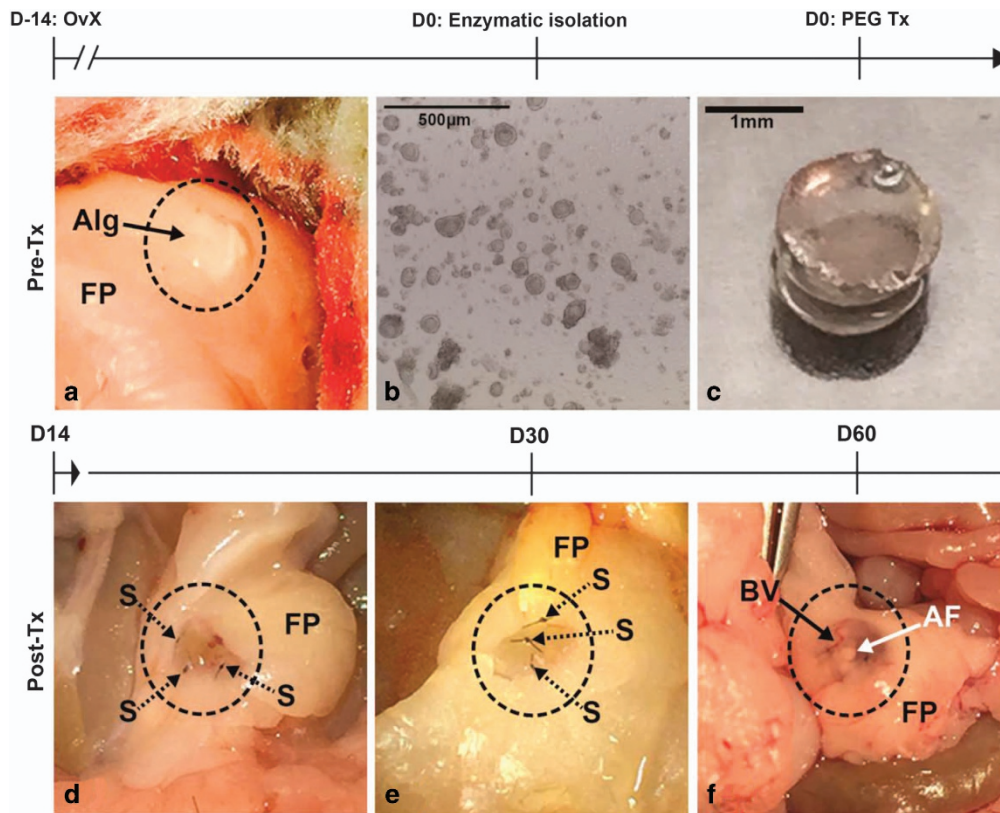 D-14: OvX
D0: Enzymatic isolation
D0: PEG Tx
Pre-Tx
Alg
FP
a
500µm
b
1mm
c
D14
D30
D60
Post-Tx
S
FP
S
S
d
FP
S
S
S
e
BV
AF
FP
f